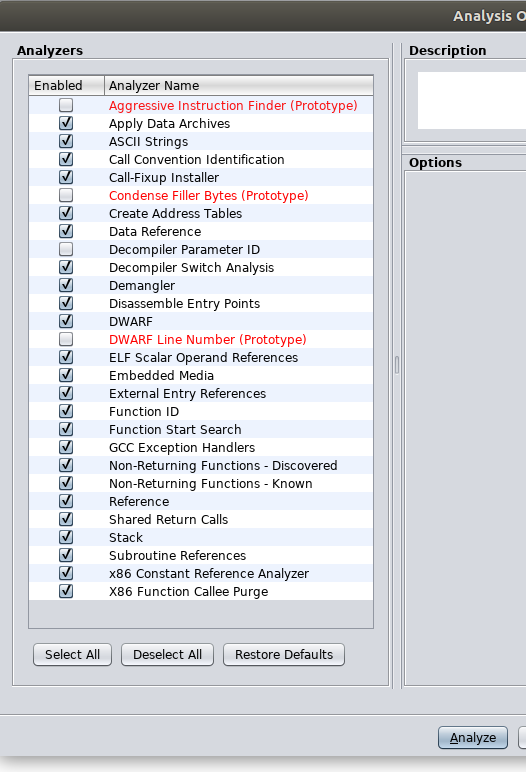 Analysis O
Analyzers
Description
Enabled Analyzer Name
Aggressive Instruction Finder (Prototype)
Apply Data Archives
ASCII Strings
Call Convention Identification
Call-Fixup Installer
Condense Filler Bytes (Prototype)
Create Address Tables
Data Reference
Decompiler Parameter ID
Decompiler Switch Analysis
Demangler
Disassemble Entry Points
DWARF
DWARF Line Number (Prototype)
ELF Scalar Operand References
Embedded Media
External Entry References
Function ID
Function Start Search
GCC Exception Handlers
Non-Returning Functions - Discovered
Non-Returning Functions - Known
Reference
Shared Return Calls
Stack
Subroutine References
x86 Constant Reference Analyzer
X86 Function Callee Purge
Select All Deselect All Restore Defaults
Options
Analyze